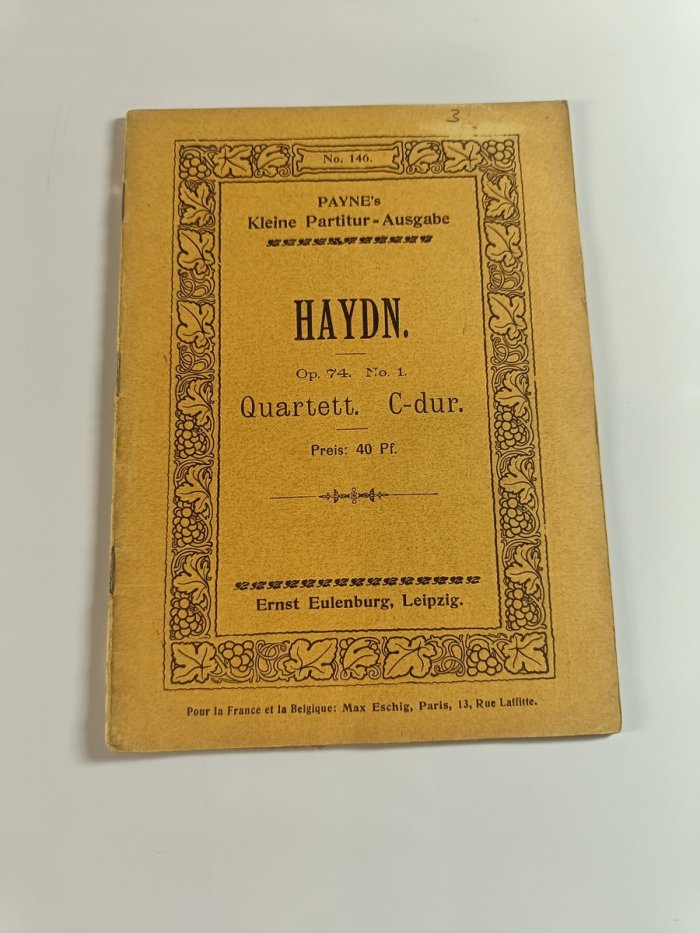 3
No. 146.
PAYNE's
Kleine Partitur-Ausgabe
HAYDN.
Op. 74. No. 1.
Quartett. C-dur.
Preis: 40 Pf.
Ernst Eulenburg, Leipzig.
Pour la France et la Belgique: Max Eschig, Paris, 13, Rue Laffitte.